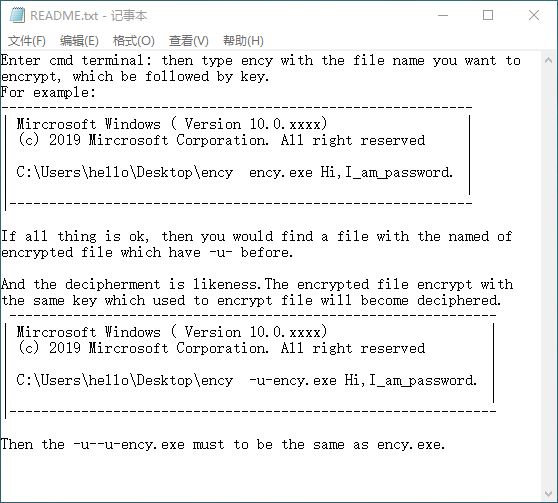 README.txt - 记事本
文件(F) 编辑(E) 格式(O) 查看(V) 帮助(H)
Enter cmd terminal: then type ency with the file name you want to
encrypt, which be followed by key.
For example:
Mircrosoft Windows ( Version 10.0.xxxx)
(c) 2019 Mircrosoft Corporation. All right reserved
C:\Users\hello\Desktop\ency  ency.exe Hi,I_am_password.
If all thing is ok, then you would find a file with the named of
encrypted file which have -u- before.
And the decipherment is likeness.The encrypted file encrypt with
the same key which used to encrypt file will become deciphered.
Mircrosoft Windows ( Version 10.0.xxxx)
(c) 2019 Mircrosoft Corporation. All right reserved
C:\Users\hello\Desktop\ency  -u-ency.exe Hi,I_am_password.
Then the -u--u-ency.exe must to be the same as ency.exe.